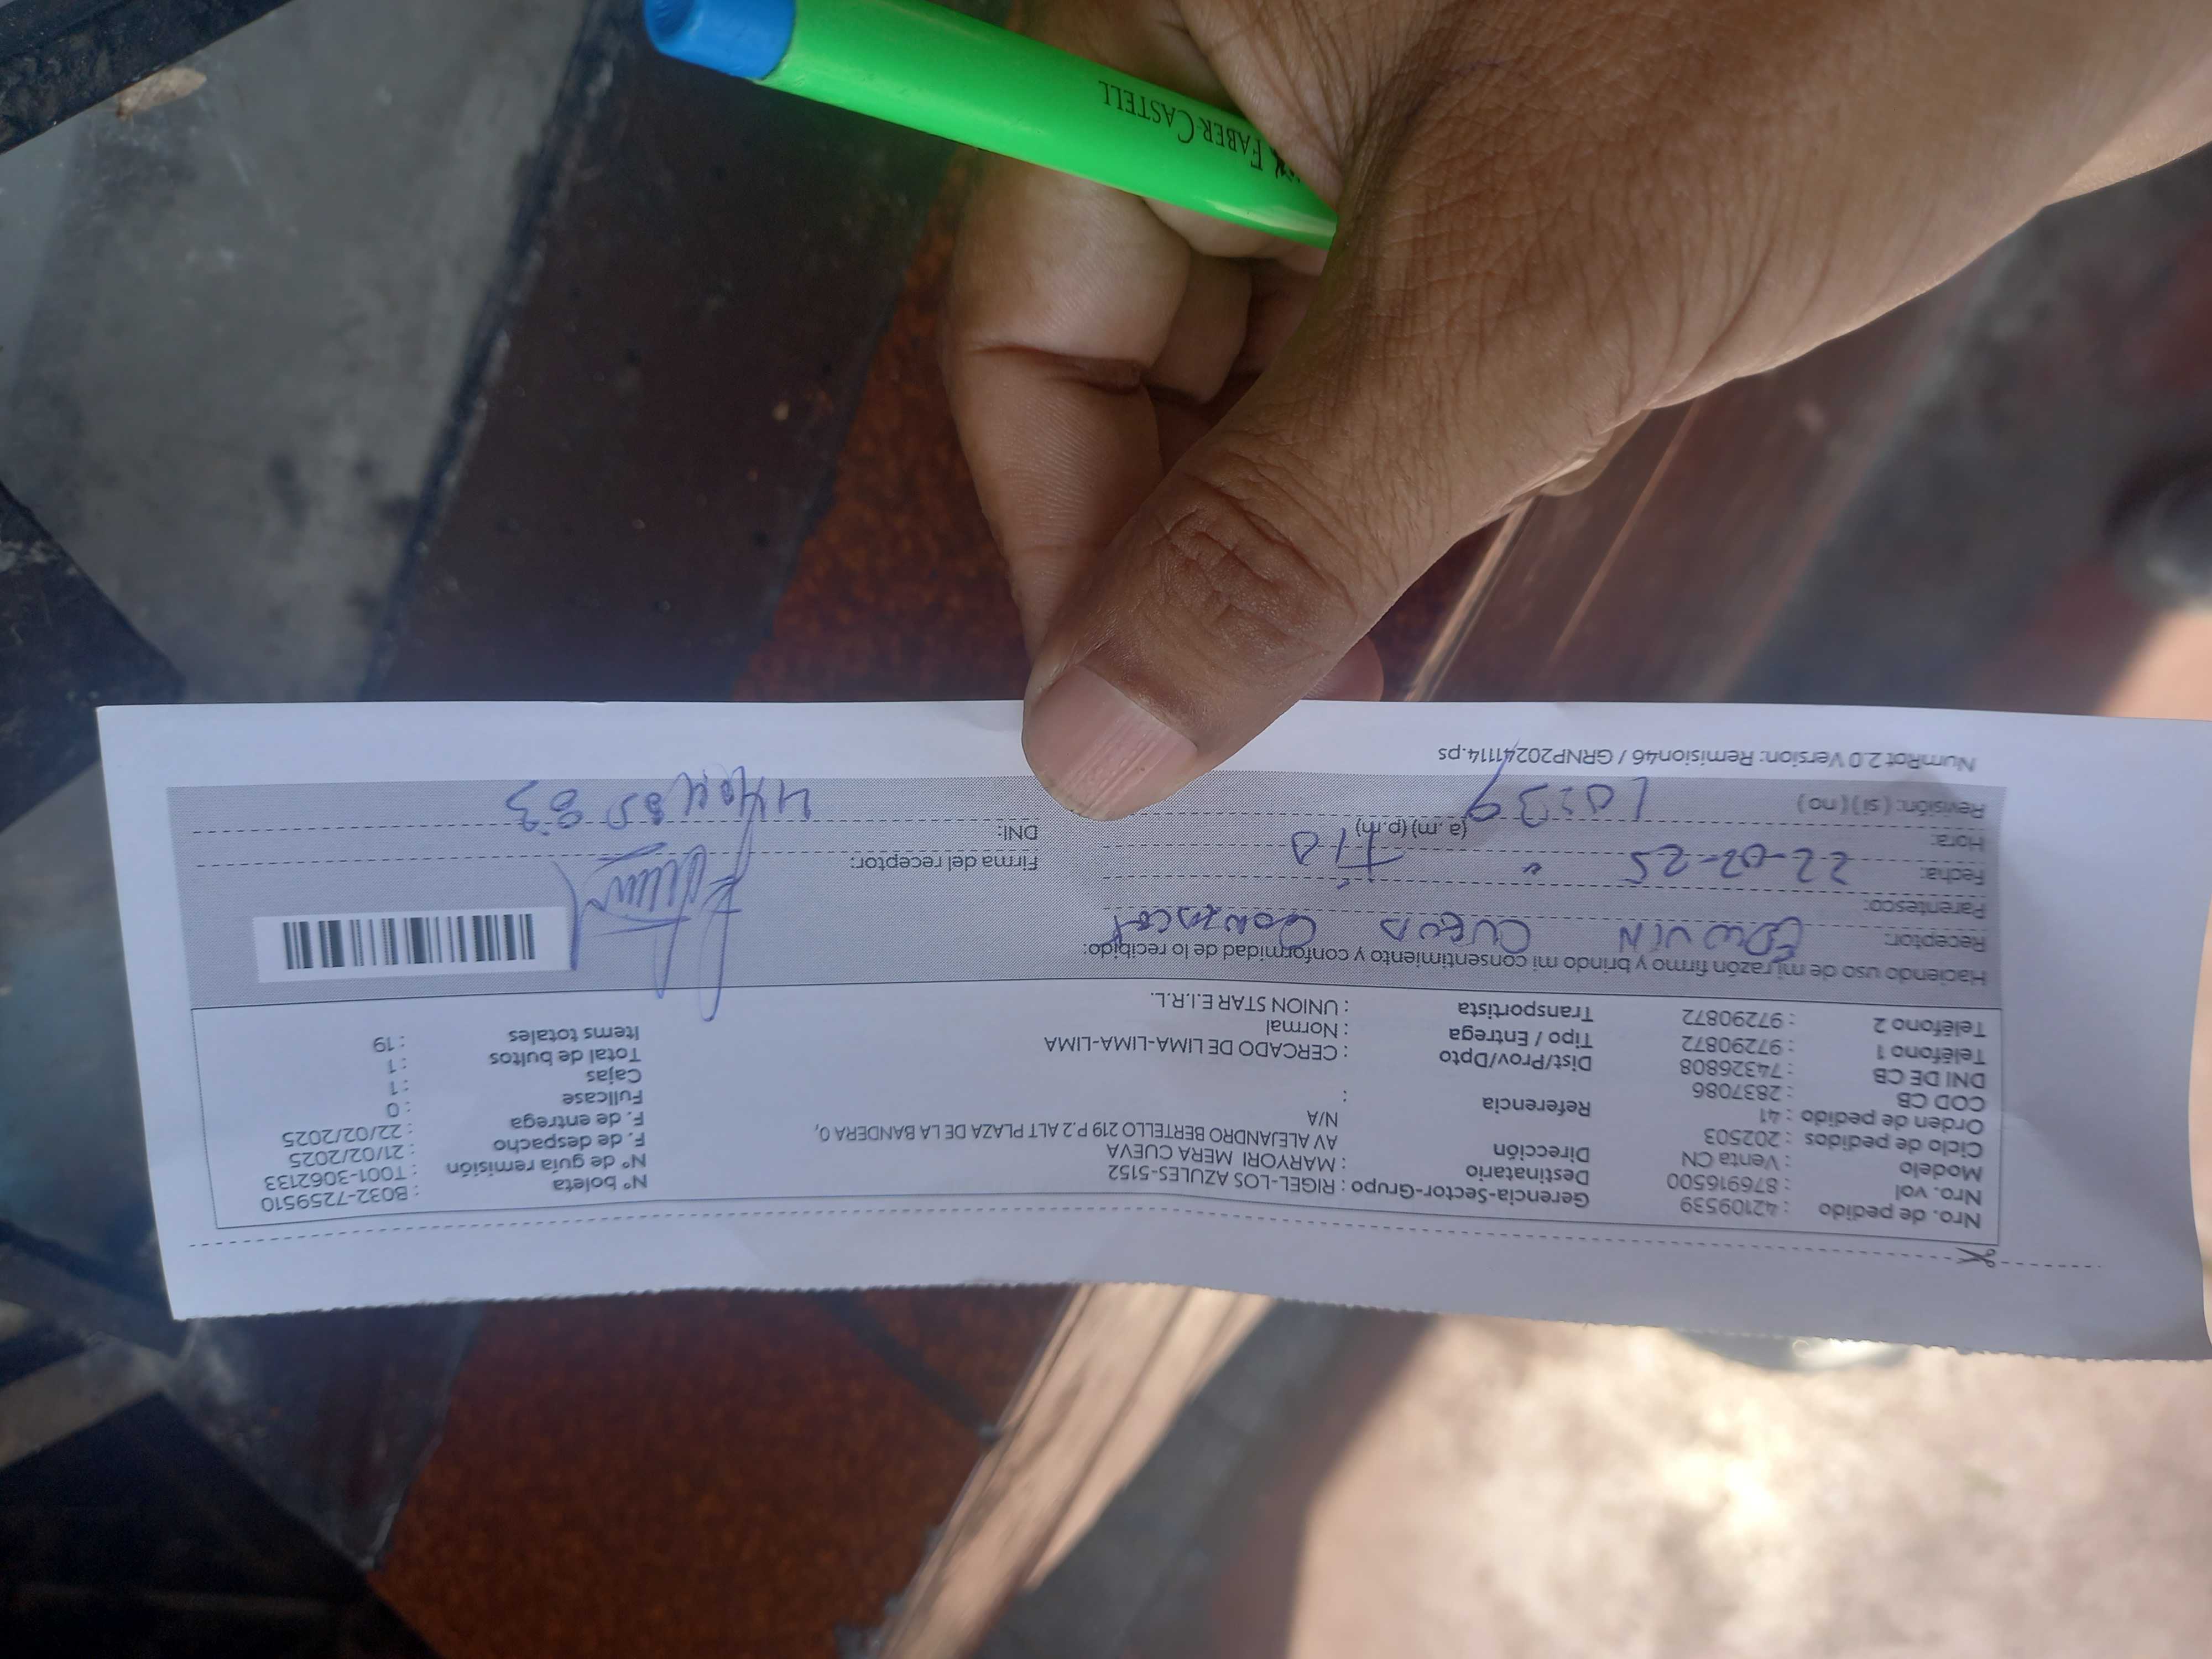 Nro. de pedido : 42109539 Gerencia-Sector-Grupo : RIGEL-LOS AZULES-5152 N° boleta : B032-7259510
Nro. vol : 876916500 Destinatario : MARYORI MERA CUEVA N° de guía remisión : T001-3062133
Modelo : Venta CN Dirección AV ALEJANDRO BERTELLO 219 P.2 ALT PLAZA DE LA BANDERA 0, F. de despacho : 21/02/2025
Ciclo de pedidos : 202503 N/A F. de entrega : 22/02/2025
Orden de pedido : 41 Referencia : Fullcase : 0
COD CB : 2837086 Cajas : 1
DNI DE CB : 74326808 Dist/Prov/Dpto : CERCADO DE LIMA-LIMA-LIMA Total de bultos : 1
Teléfono 1 : 97290872 Tipo / Entrega : Normal Items totales : 19
Teléfono 2 : 97290872 Transportista : UNION STAR E.I.R.L.
Haciendo uso de mi razón firmo y brindo mi consentimiento y conformidad de lo recibido:
Receptor: EDWVIN CUEVA
Parentesco: TIO
Fecha: 22-02-25 Firma del receptor:
Hora: (a.m) (p.m) DNI:
Revisión: ( si ) ( no )
NumRot 2.0 Version: Remision46 / GRNP20241114.ps
FABER-CASTELL